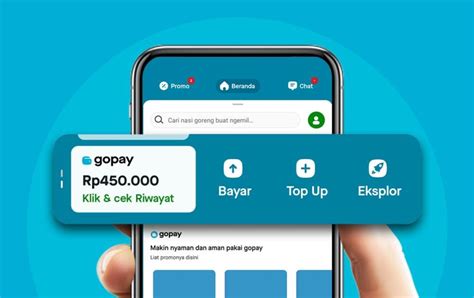 Promo
Beranda
Chat
Cari nasi goreng buat ngemil...
gopay
Rp450.000
Klik & cek Riwayat
Bayar
Top Up
Eksplor
gopay
Makin nyaman dan aman pakai gopay
Liat promonya disini